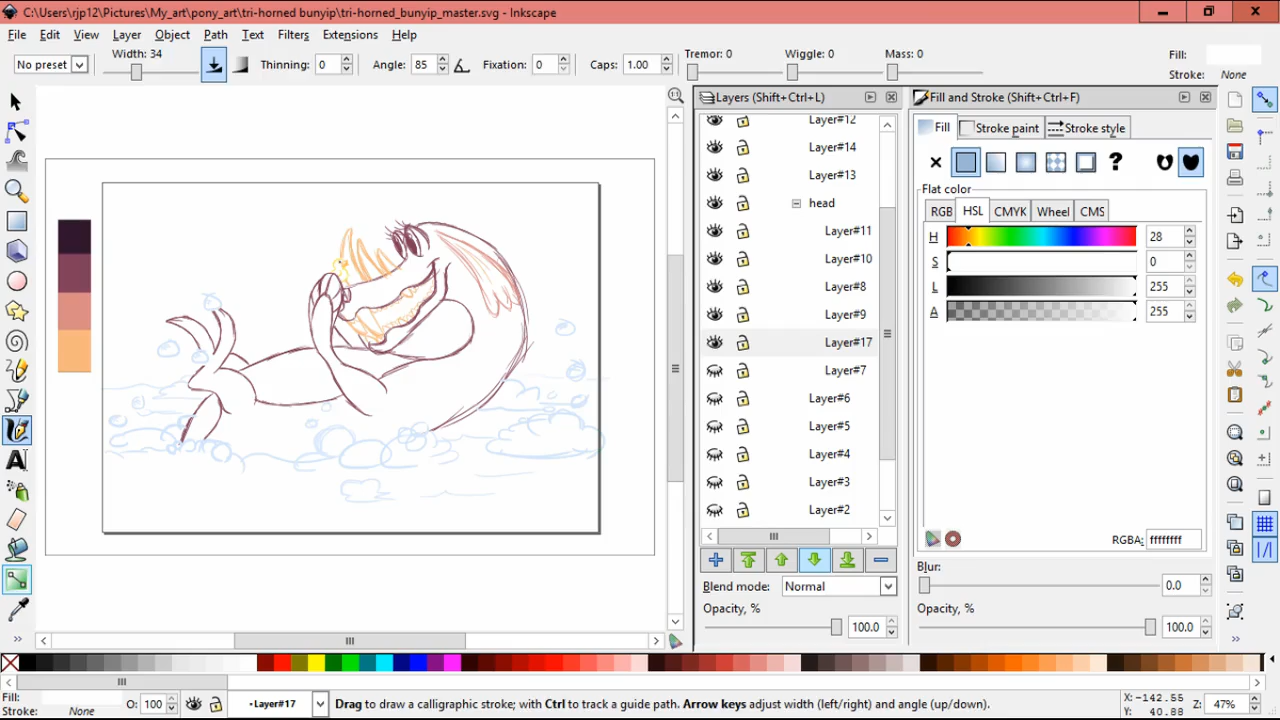 C:\Users\rjp12\Pictures\My_art\pony_art\tri-horned bunyip\tri-horned_bunyip_master.svg - Inkscape
File Edit View Layer Object Path Text Filters Extensions Help
No preset Width: 34 Thinning: 0 Angle: 85 Fixation: 0 Caps: 1.00 Tremor: 0 Wiggle: 0 Mass: 0 Fill:
Stroke: None
Layers (Shift+Ctrl+L) Fill and Stroke (Shift+Ctrl+F)
Layer#12
Layer#14
Layer#13
head
Layer#11
Layer#10
Layer#8
Layer#9
Layer#17
Layer#7
Layer#6
Layer#5
Layer#4
Layer#3
Layer#2
Blend mode: Normal
Opacity, % 100.0
Fill Stroke paint Stroke style
?
Flat color
RGB HSL CMYK Wheel CMS
H 28
S 0
L 255
A 255
RGBA: ffffffff
Blur: 0.0
Opacity, % 100.0
Fill:
Stroke: None
O: 100
•Layer#17
Drag to draw a calligraphic stroke; with Ctrl to track a guide path. Arrow keys adjust width (left/right) and angle (up/down).
X: -142.55
Y: 40.88
Z: 47%